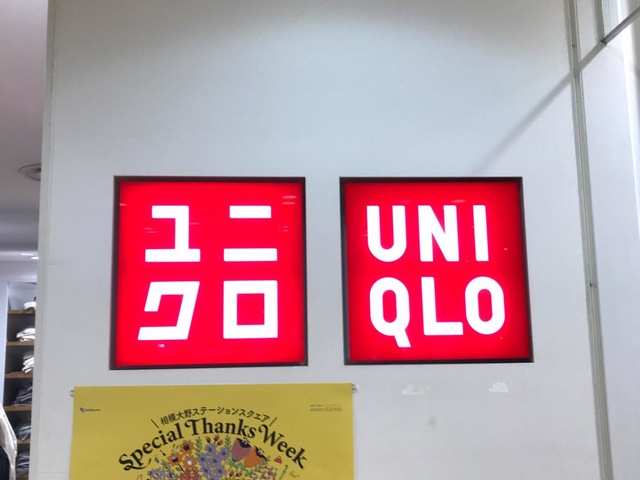 ユニ
クロ
UNI
QLO
相模大野ステーションスクエア
Special Thanks Week